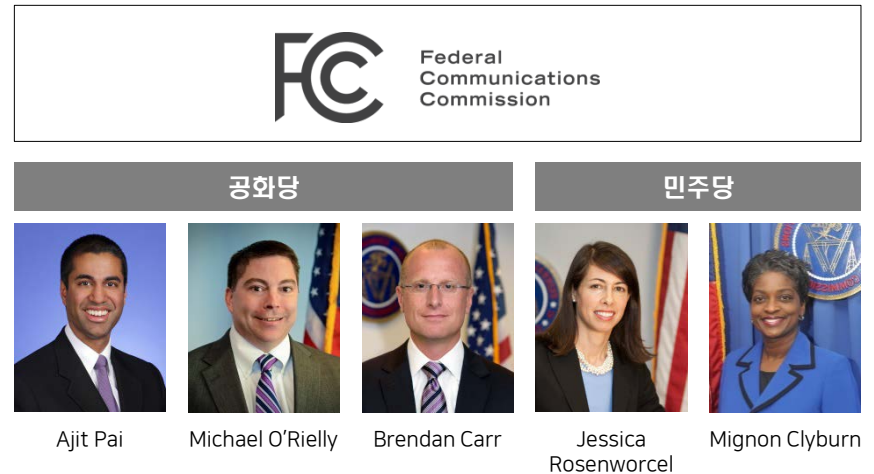 FCC
Federal
Communications
Commission
공화당
민주당
Ajit Pai
Michael O'Rielly
Brendan Carr
Jessica
Rosenworcel
Mignon Clyburn